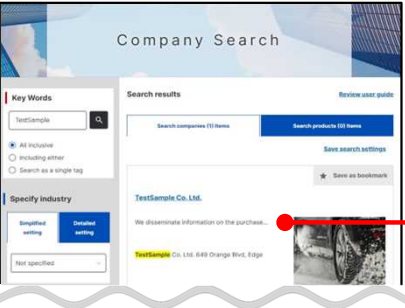 Company Search
Key Words
TestSample
All inclusive
Including either
Search as a single tag
Specify industry
Simplified setting
Detailed setting
Not specified
Search results
Review user guide
Search companies (1) Items
Search products (0) Items
Save search settings
Save as bookmark
TestSample Co. Ltd.
We disseminate information on the purchase...
TestSample Co. Ltd. 649 Orange Blvd, Edge